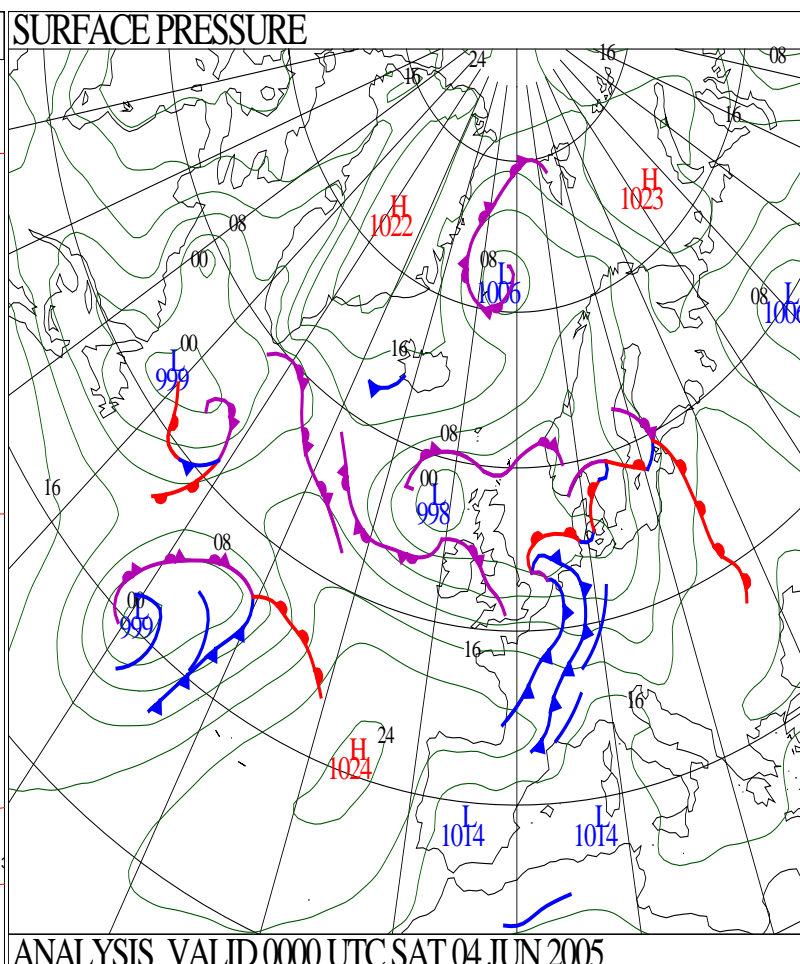 SURFACE PRESSURE
24
16
16
08
16
H
1023
H
1022
08
00
08
L
1006
08
L
1006
00
L
999
16
08
16
00
L
998
08
00
L
999
16
16
24
H
1024
L
1014
L
1014
ANALYSIS VALID 0000 UTC SAT 04 JUN 2005